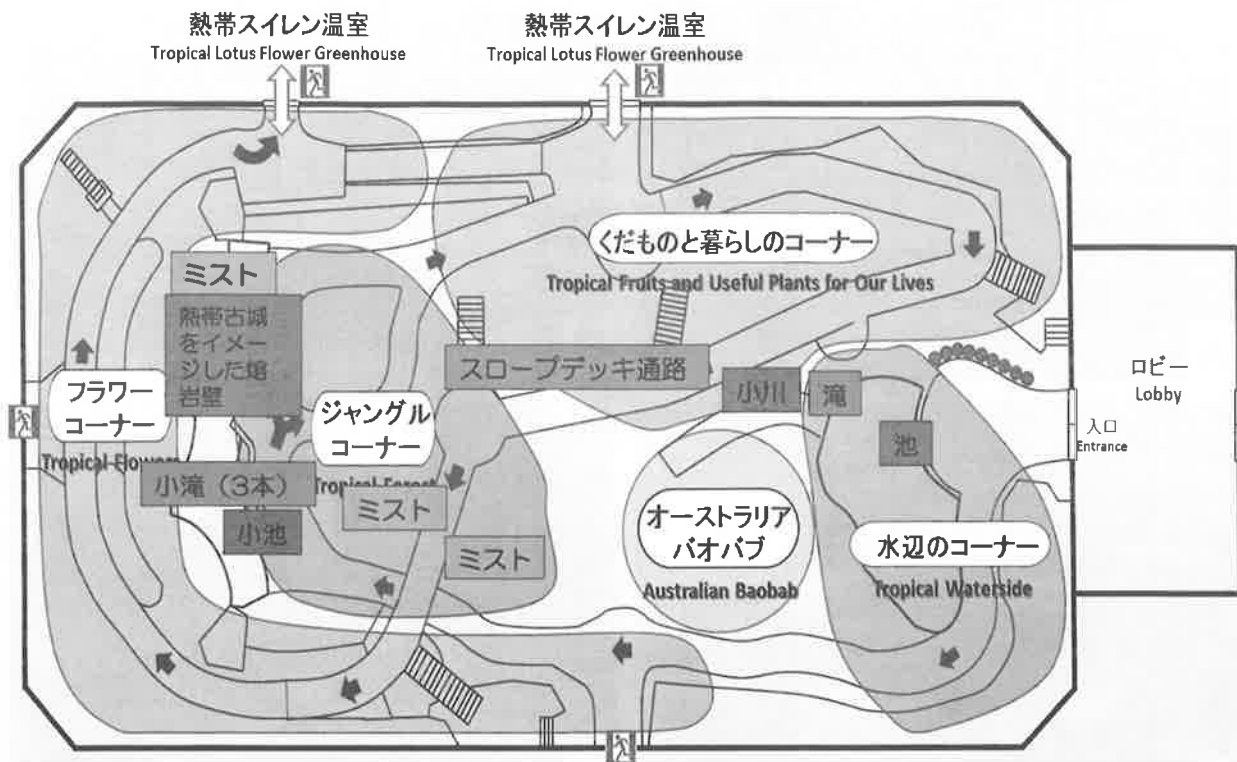 熱帯スイレン温室
Tropical Lotus Flower Greenhouse
熱帯スイレン温室
Tropical Lotus Flower Greenhouse
くだものと暮らしのコーナー
Tropical Fruits and Useful Plants for Our Lives
ミスト
熱帯古城
をイメー
ジした熔
岩壁
スロープデッキ通路
ロビー
Lobby
フラワー
コーナー
Tropical Flowers
ジャングル
コーナー
Tropical Forest
小川
滝
池
入口
Entrance
小滝（3本）
ミスト
小池
ミスト
オーストラリア
バオバブ
Australian Baobab
水辺のコーナー
Tropical Waterside